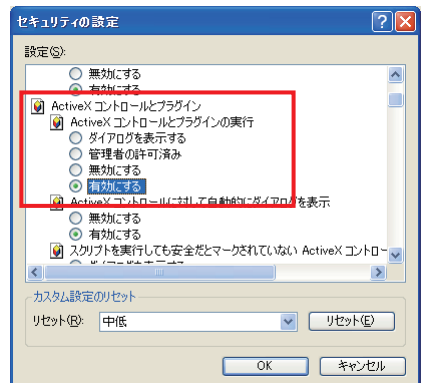 セキュリティの設定
設定(S):
無効にする
有効にする
ActiveX コントロールとプラグイン
ActiveX コントロールとプラグインの実行
ダイアログを表示する
管理者の許可済み
無効にする
有効にする
ActiveX コントロールに対して自動的にダイアログを表示
無効にする
有効にする
スクリプトを実行しても安全だとマークされていない ActiveX コントロー
カスタム設定のリセット
リセット(R): 中低 リセット(E)
OK キャンセル